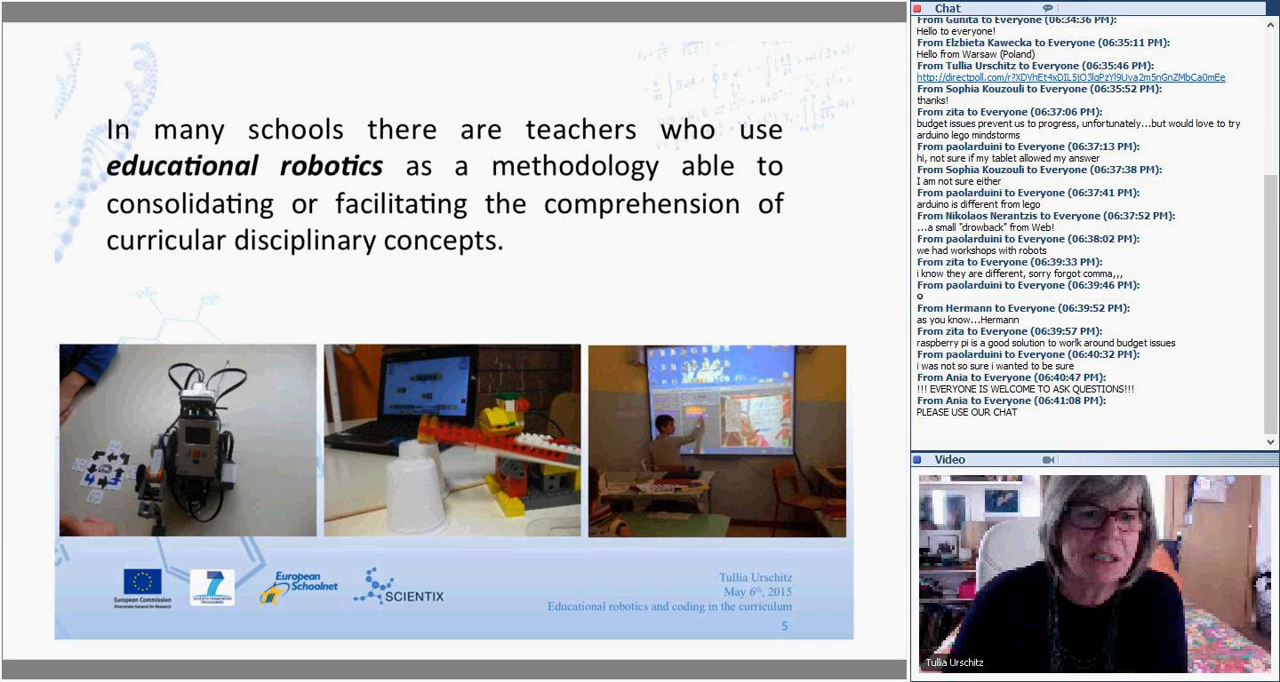 In many schools there are teachers who use
educational robotics as a methodology able to
consolidating or facilitating the comprehension of
curricular disciplinary concepts.
European Commission
Directorate-General for Research
7
SEVENTH FRAMEWORK
PROGRAMME
European
Schoolnet
SCIENTIX
Tullia Urschitz
May 6th, 2015
Educational robotics and coding in the curriculum
5
Chat
From Gunita to Everyone (06:34:36 PM):
Hello to everyone!
From Elzbieta Kawecka to Everyone (06:35:11 PM):
Hello from Warsaw (Poland)
From Tullia Urschitz to Everyone (06:35:46 PM):
http://directpoll.com/r?XDVhEt4xDIL5jO3lqPzYl9Uva2m5nGnZMbCa0mEe
From Sophia Kouzouli to Everyone (06:35:52 PM):
thanks!
From zita to Everyone (06:37:06 PM):
budget issues prevent us to progress, unfortunately...but would love to try
arduino lego mindstorms
From paolarduini to Everyone (06:37:13 PM):
hi, not sure if my tablet allowed my answer
From Sophia Kouzouli to Everyone (06:37:38 PM):
I am not sure either
From paolarduini to Everyone (06:37:41 PM):
arduino is different from lego
From Nikolaos Nerantzis to Everyone (06:37:52 PM):
...a small "drowback" from Web!
From paolarduini to Everyone (06:38:02 PM):
we had workshops with robots
From zita to Everyone (06:39:33 PM):
i know they are different, sorry forgot comma,,,
From paolarduini to Everyone (06:39:46 PM):
From Hermann to Everyone (06:39:52 PM):
as you know...Hermann
From zita to Everyone (06:39:57 PM):
raspberry pi is a good solution to worlk around budget issues
From paolarduini to Everyone (06:40:32 PM):
i was not so sure i wanted to be sure
From Ania to Everyone (06:40:47 PM):
!!! EVERYONE IS WELCOME TO ASK QUESTIONS!!!
From Ania to Everyone (06:41:08 PM):
PLEASE USE OUR CHAT
Video
Tullia Urschitz